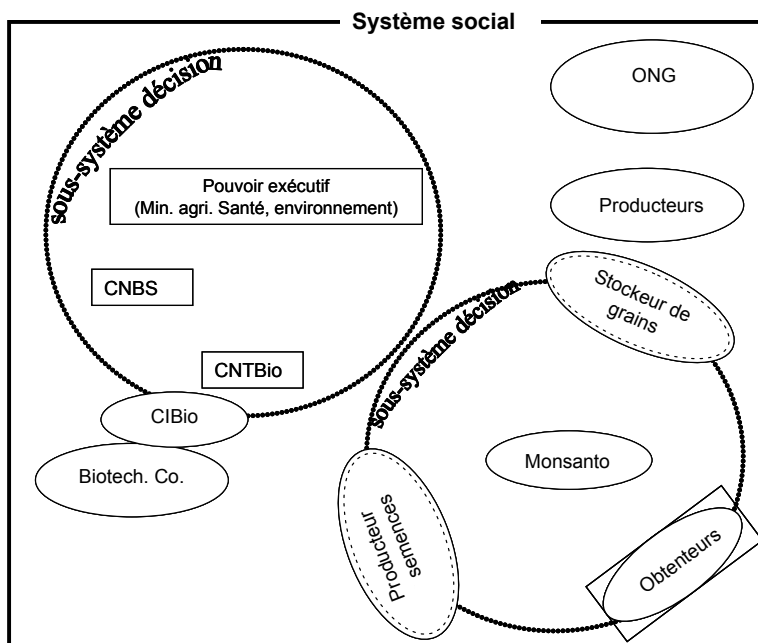 Système social
sous-système décision
ONG
Pouvoir exécutif
(Min. agri. Santé, environnement)
Producteurs
CNBS
Stockeur de
grains
sous-système décision
CNTBio
CIBio
Biotech. Co.
Monsanto
Producteur
semences
Obtenteurs